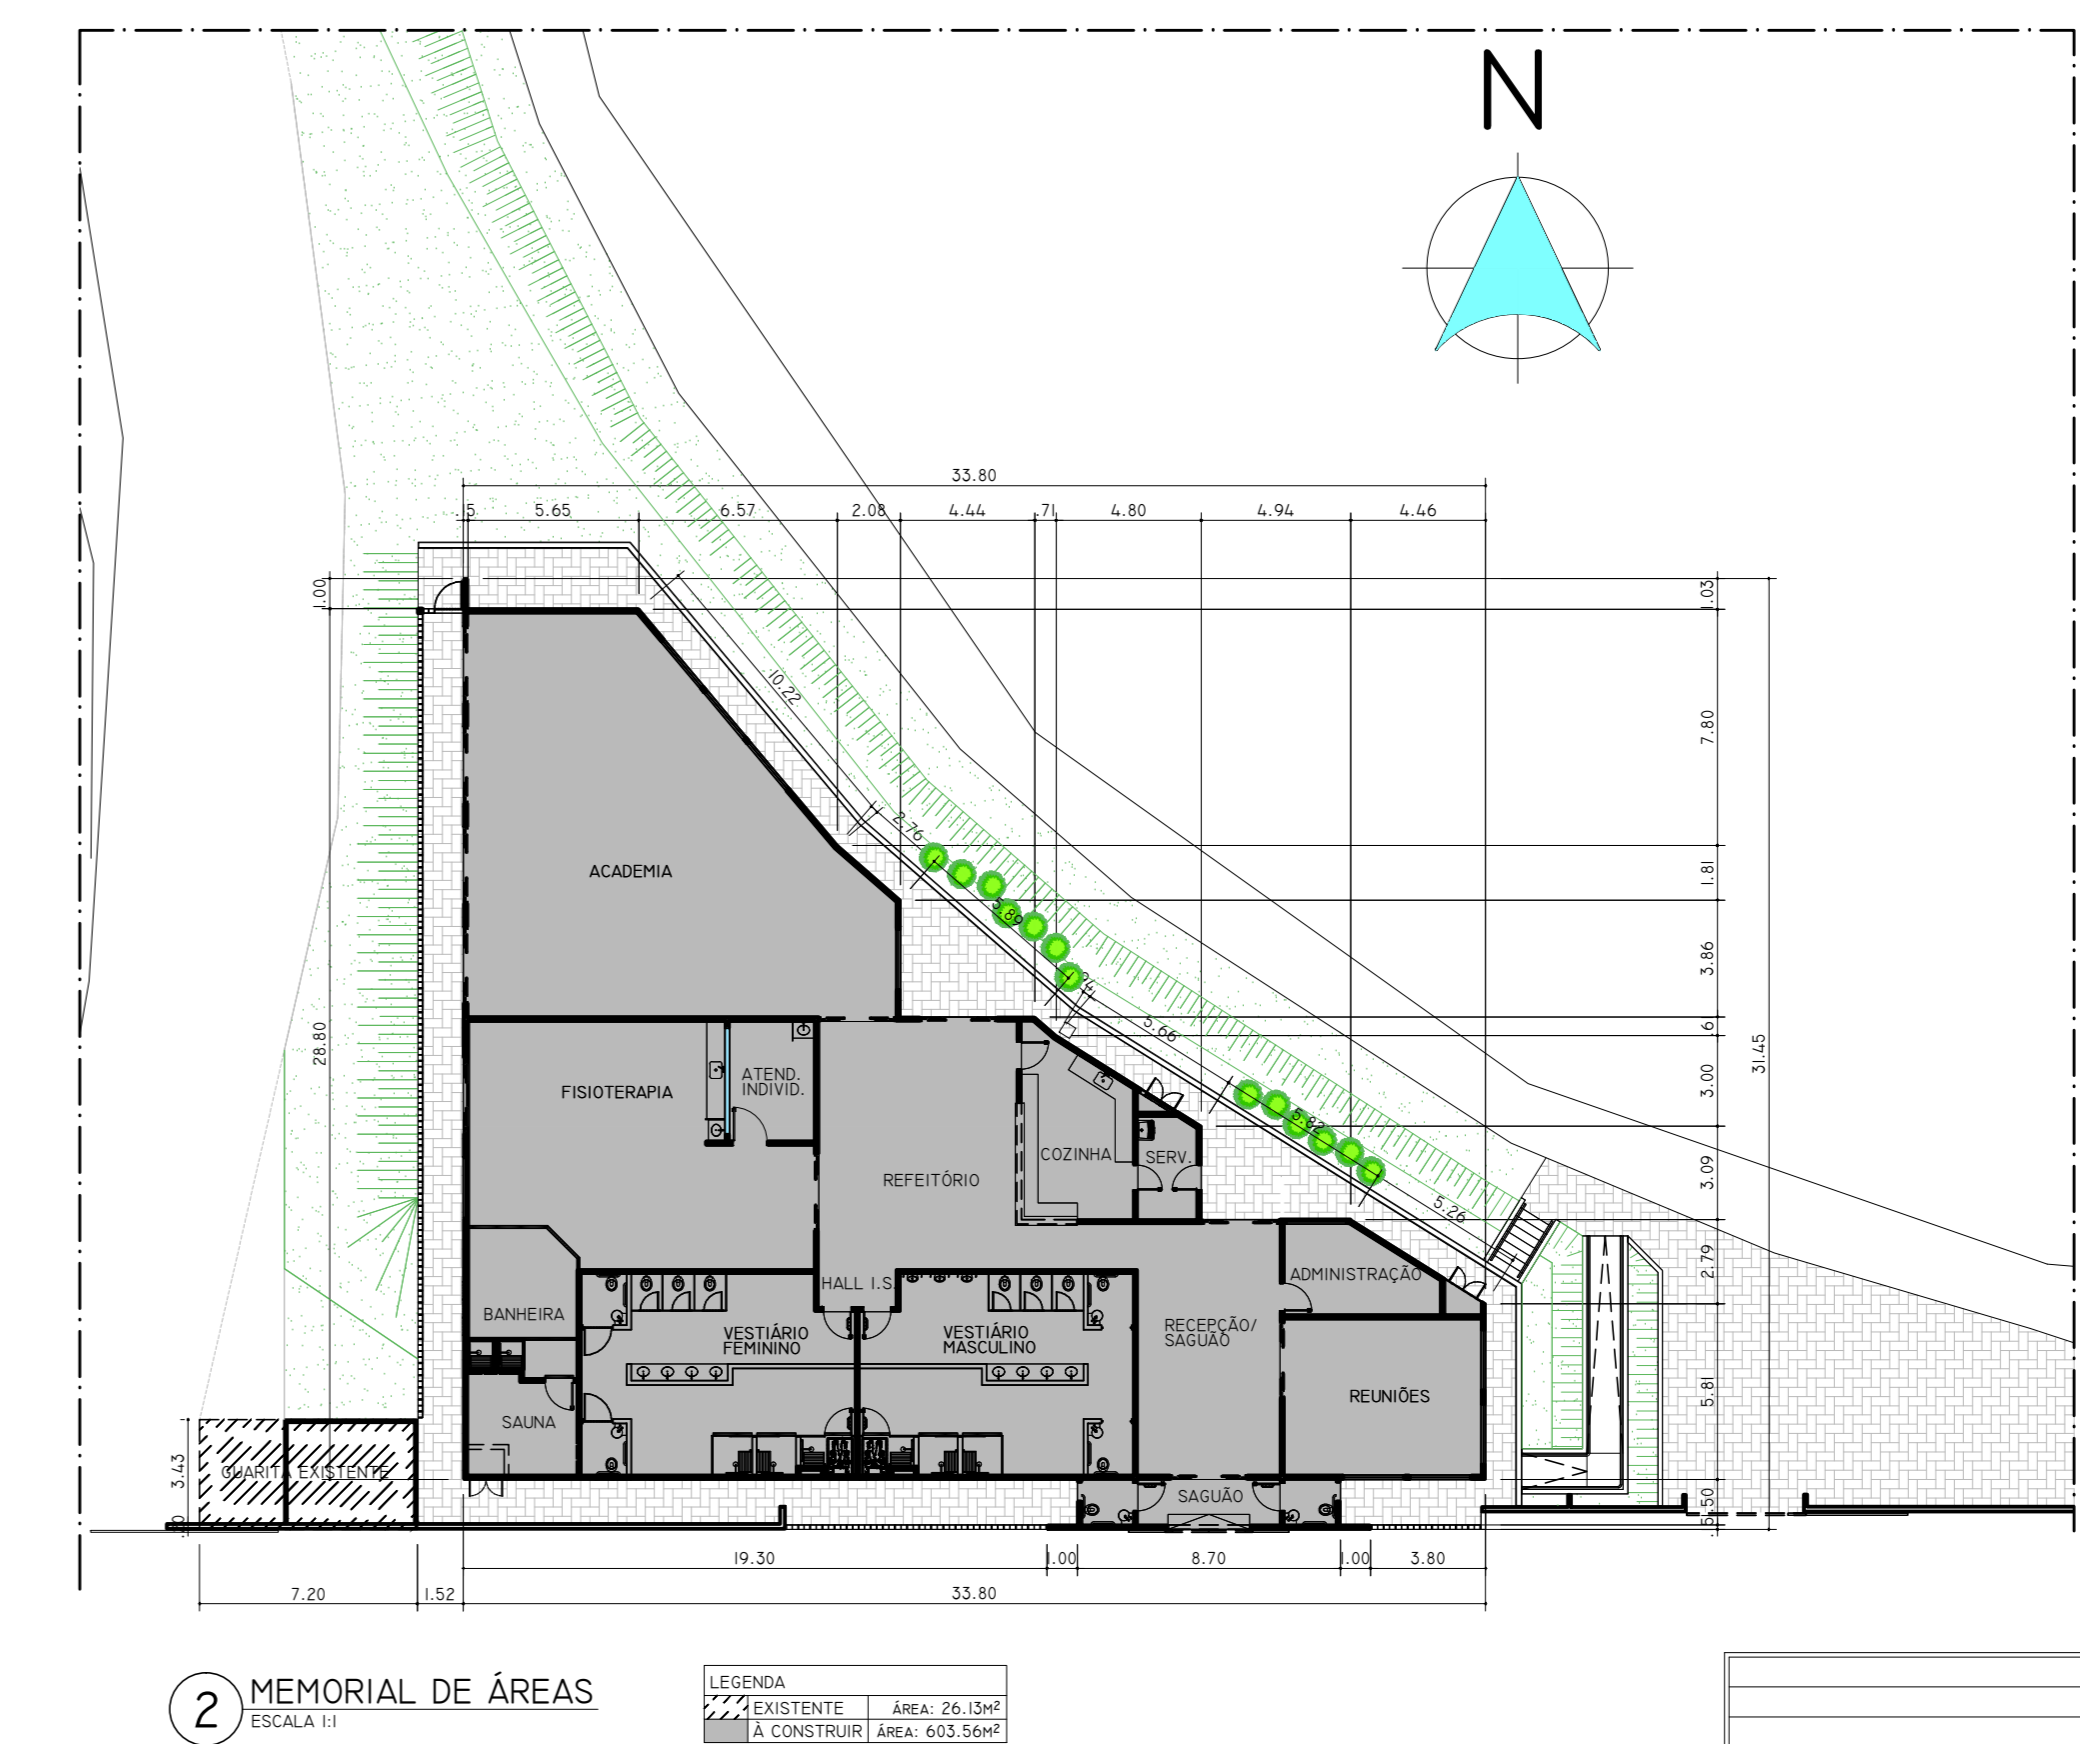 N
33.80
.15
5.65
6.57
2.08
4.44
.71
4.80
4.94
4.46
1.00
1.03
10.22
7.80
2.76
ACADEMIA
1.81
5.89
3.86
28.80
5.66
.61
31.45
FISIOTERAPIA
ATEND.
INDIVID.
3.00
5.82
COZINHA
SERV.
REFEITÓRIO
3.09
5.26
HALL I.S.
ADMINISTRAÇÃO
2.79
BANHEIRA
VESTIÁRIO
FEMININO
VESTIÁRIO
MASCULINO
RECEPÇÃO/
SAGUÃO
REUNIÕES
5.81
SAUNA
3.43
GUARITA EXISTENTE
SAGUÃO
1.50
.15
19.30
1.00
8.70
1.00
3.80
7.20
1.52
33.80
2
MEMORIAL DE ÁREAS
ESCALA 1:1
LEGENDA
EXISTENTE ÁREA: 26.13M²
À CONSTRUIR ÁREA: 603.56M²